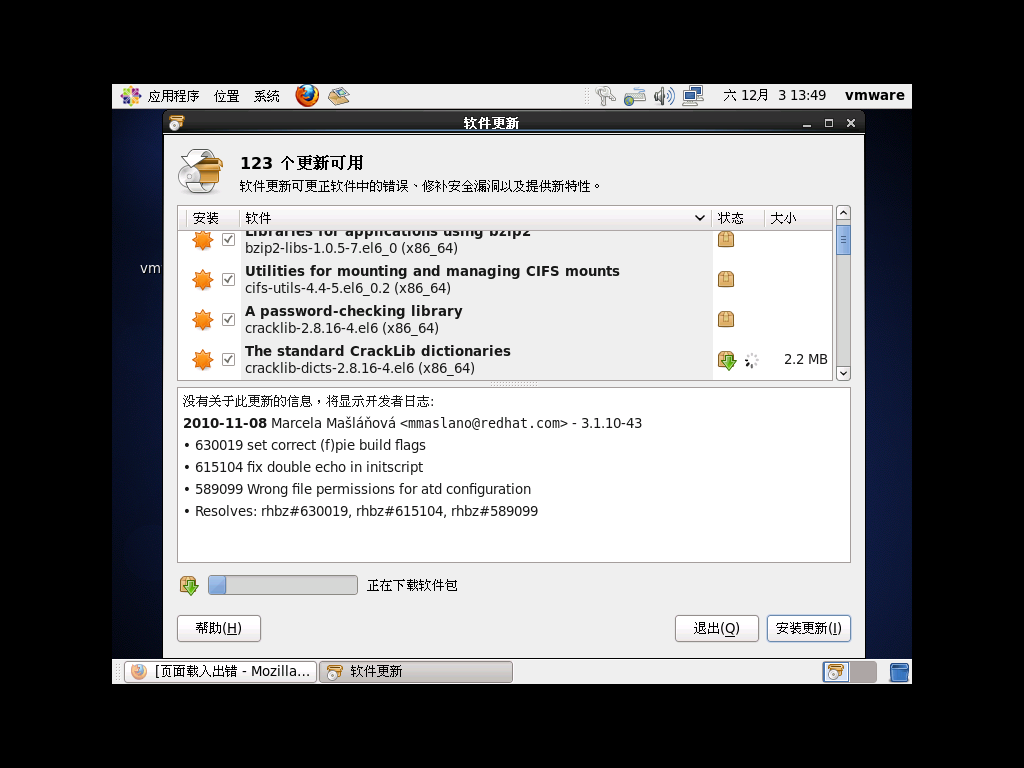 应用程序 位置 系统 六 12月 3 13:49 vmware
软件更新
123 个更新可用
软件更新可更正软件中的错误、修补安全漏洞以及提供新特性。
安装 软件 状态 大小
Libraries for applications using bzip2
bzip2-libs-1.0.5-7.el6_0 (x86_64)
Utilities for mounting and managing CIFS mounts
cifs-utils-4.4-5.el6_0.2 (x86_64)
A password-checking library
cracklib-2.8.16-4.el6 (x86_64)
The standard CrackLib dictionaries
cracklib-dicts-2.8.16-4.el6 (x86_64)
2.2 MB
vm
没有关于此更新的信息，将显示开发者日志:
2010-11-08 Marcela Mašláňová <mmaslano@redhat.com> - 3.1.10-43
• 630019 set correct (f)pie build flags
• 615104 fix double echo in initscript
• 589099 Wrong file permissions for atd configuration
• Resolves: rhbz#630019, rhbz#615104, rhbz#589099
正在下载软件包
帮助(H) 退出(Q) 安装更新(I)
[页面载入出错 - Mozilla... 软件更新